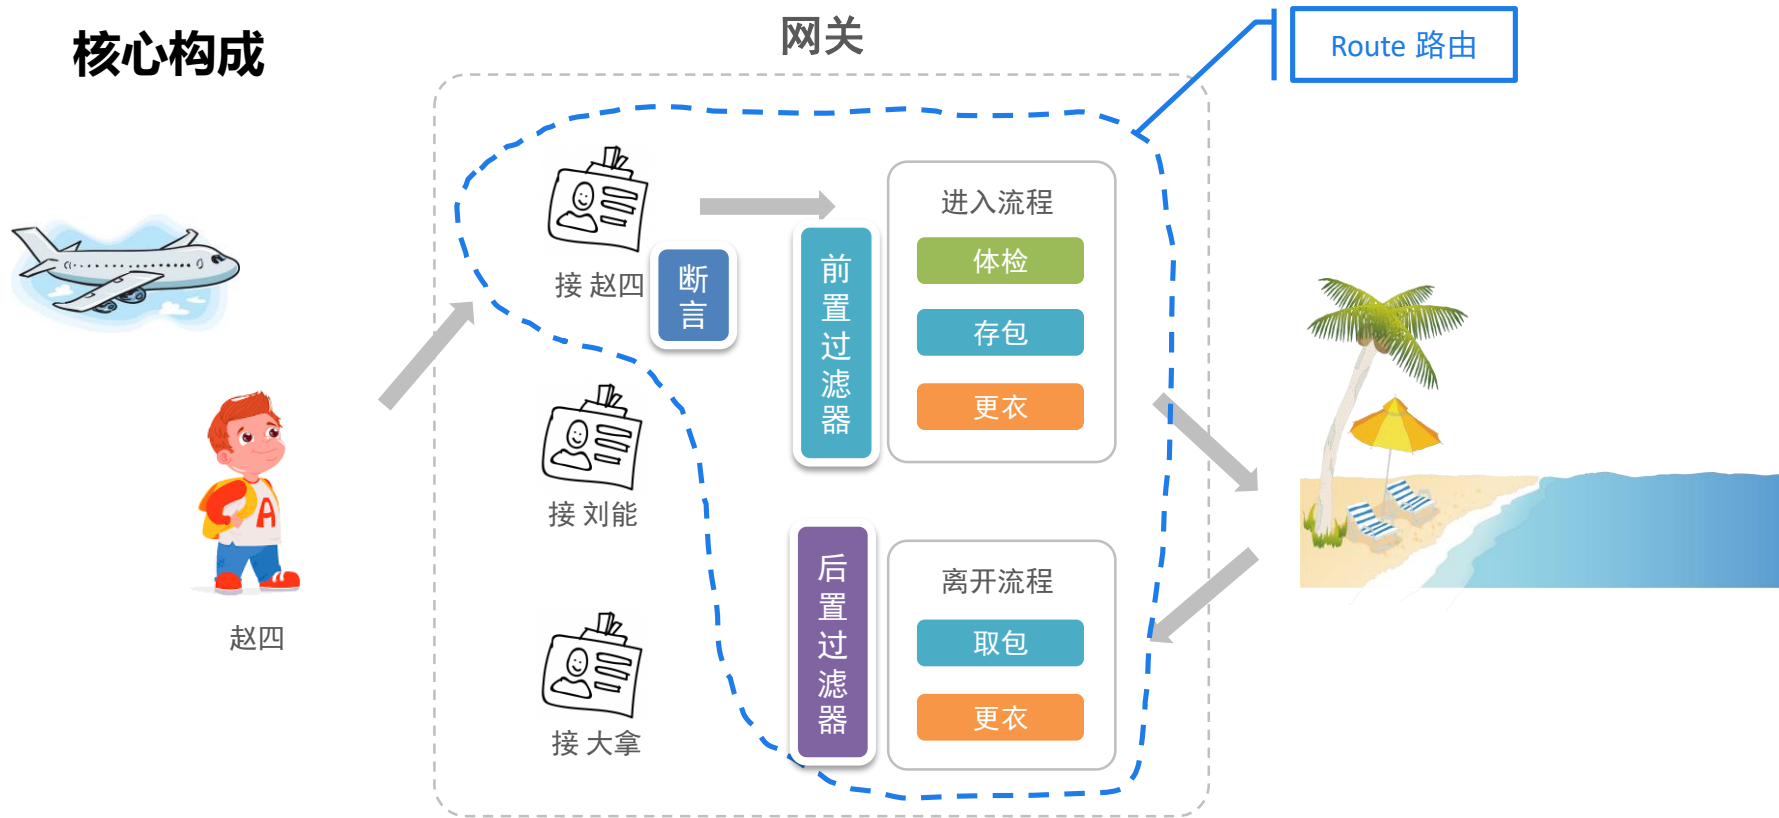 核心构成
网关
Route 路由
接 赵四
断言
前置过滤器
进入流程
体检
存包
更衣
A
赵四
接 刘能
接 大拿
后置过滤器
离开流程
取包
更衣